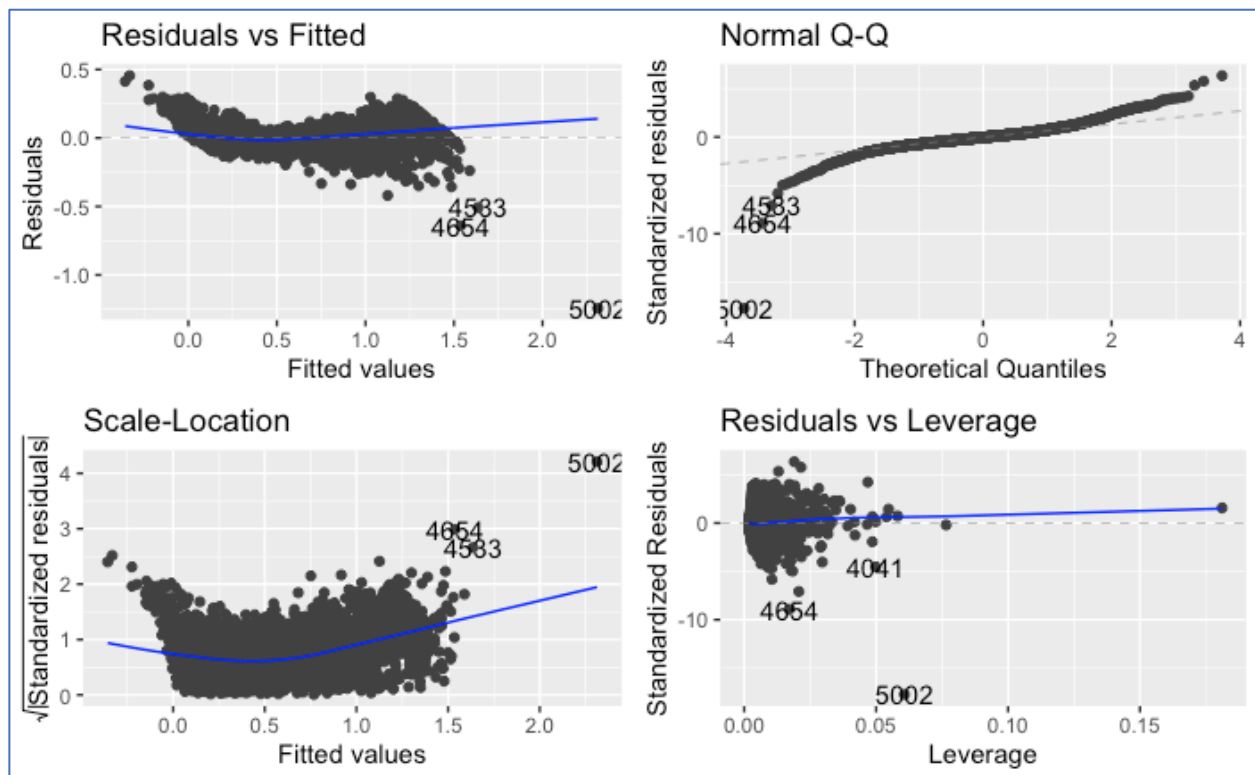 Residuals vs Fitted
Residuals
0.5
0.0
-0.5
-1.0
4583
4654
5002
0.0 0.5 1.0 1.5 2.0
Fitted values
Normal Q-Q
Standardized residuals
0
-10
4583
4654
5002
-4 -2 0 2 4
Theoretical Quantiles
Scale-Location
√|Standardized residuals|
4
3
2
1
0
5002
4654
4583
0.0 0.5 1.0 1.5 2.0
Fitted values
Residuals vs Leverage
Standardized Residuals
0
-10
4041
4654
5002
0.00 0.05 0.10 0.15
Leverage